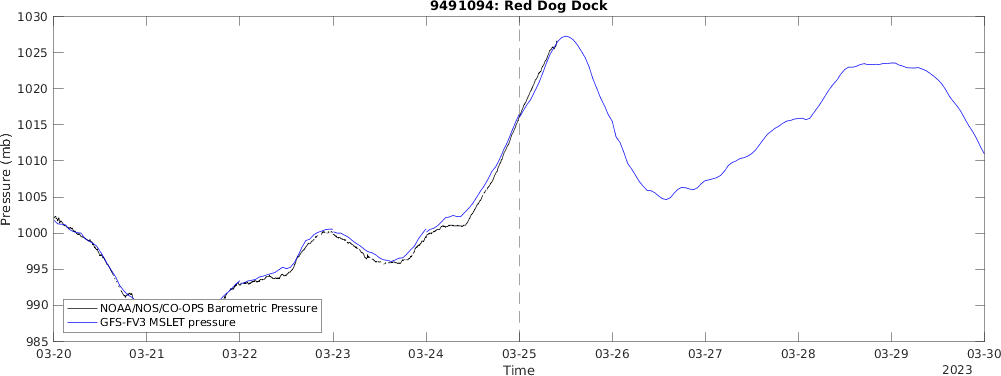 9491094: Red Dog Dock
1030
1025
1020
1015
1010
1005
1000
995
990
985
Pressure (mb)
NOAA/NOS/CO-OPS Barometric Pressure
GFS-FV3 MSLET pressure
03-20 03-21 03-22 03-23 03-24 03-25 03-26 03-27 03-28 03-29 03-30
Time
2023